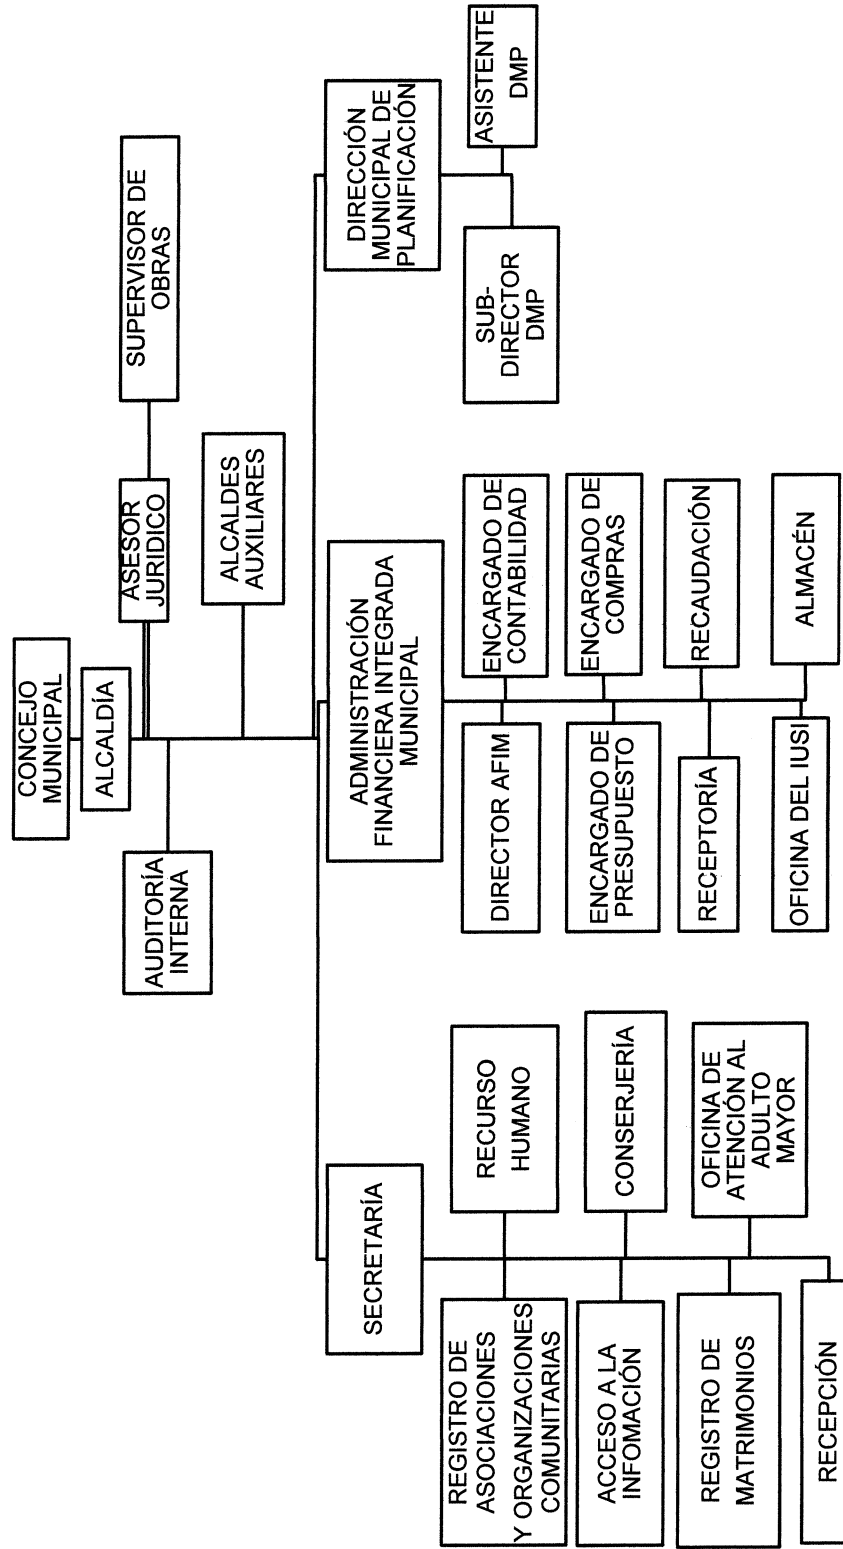 CONCEJO
MUNICIPAL
ALCALDÍA
AUDITORÍA
INTERNA
ASESOR
JURÍDICO
SUPERVISOR DE
OBRAS
ALCALDES
AUXILIARES
SECRETARÍA
ADMINISTRACIÓN
FINANCIERA INTEGRADA
MUNICIPAL
DIRECCIÓN
MUNICIPAL DE
PLANIFICACIÓN
REGISTRO DE
ASOCIACIONES
Y ORGANIZACIONES
COMUNITARIAS
RECURSO
HUMANO
ACCESO A LA
INFOMACIÓN
CONSERJERÍA
REGISTRO DE
MATRIMONIOS
OFICINA DE
ATENCIÓN AL
ADULTO
MAYOR
RECEPCIÓN
DIRECTOR AFIM
ENCARGADO DE
CONTABILIDAD
ENCARGADO DE
PRESUPUESTO
ENCARGADO DE
COMPRAS
RECEPTORÍA
RECAUDACIÓN
OFICINA DEL IUSI
ALMACÉN
SUB-
DIRECTOR
DMP
ASISTENTE
DMP